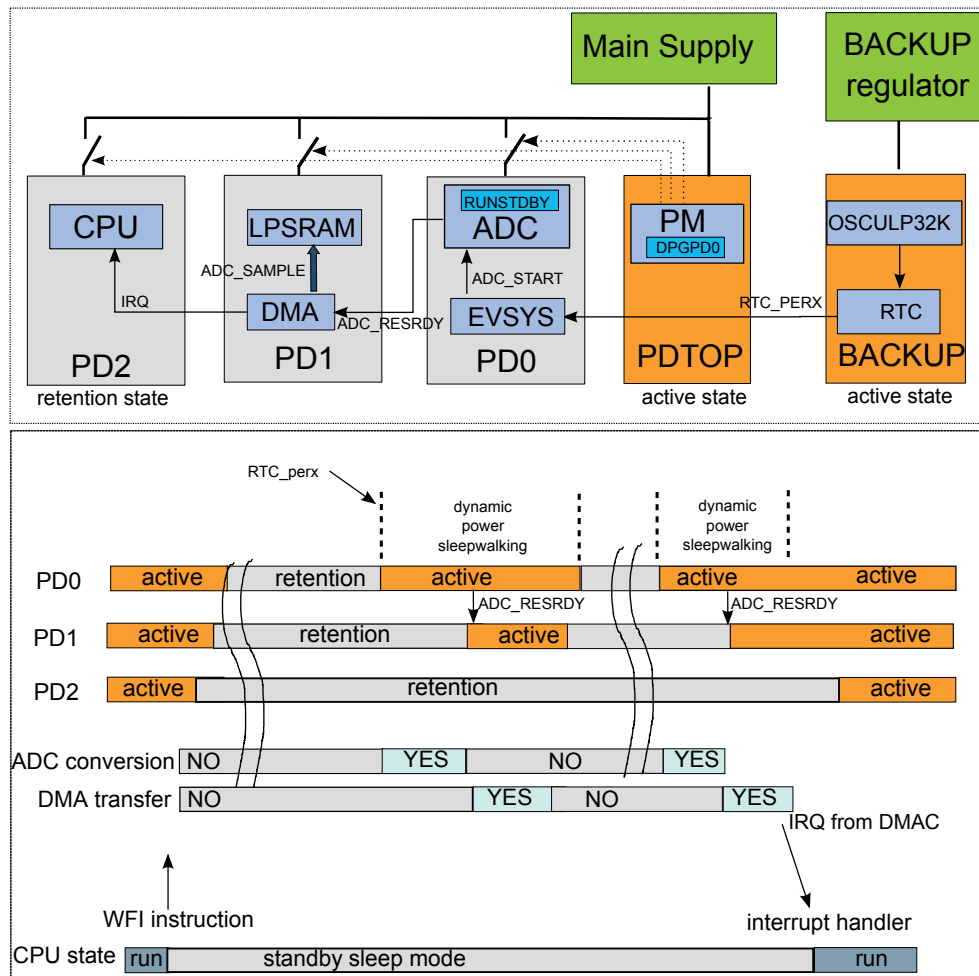 Main Supply
BACKUP
regulator
CPU
LPSRAM
RUNSTDBY
ADC
PM
DPGPD0
OSCULP32K
ADC_SAMPLE
ADC_START
IRQ
DMA
ADC_RESRDY
EVSYS
RTC_PERX
RTC
PD2
PD1
PD0
PDTOP
BACKUP
retention state
active state
active state
RTC_perx
dynamic
power
sleepwalking
dynamic
power
sleepwalking
PD0
active
retention
active
active
active
ADC_RESRDY
ADC_RESRDY
PD1
active
retention
active
active
PD2
active
retention
active
ADC conversion
NO
YES
NO
YES
DMA transfer
NO
YES
NO
YES
IRQ from DMAC
WFI instruction
interrupt handler
CPU state
run
standby sleep mode
run